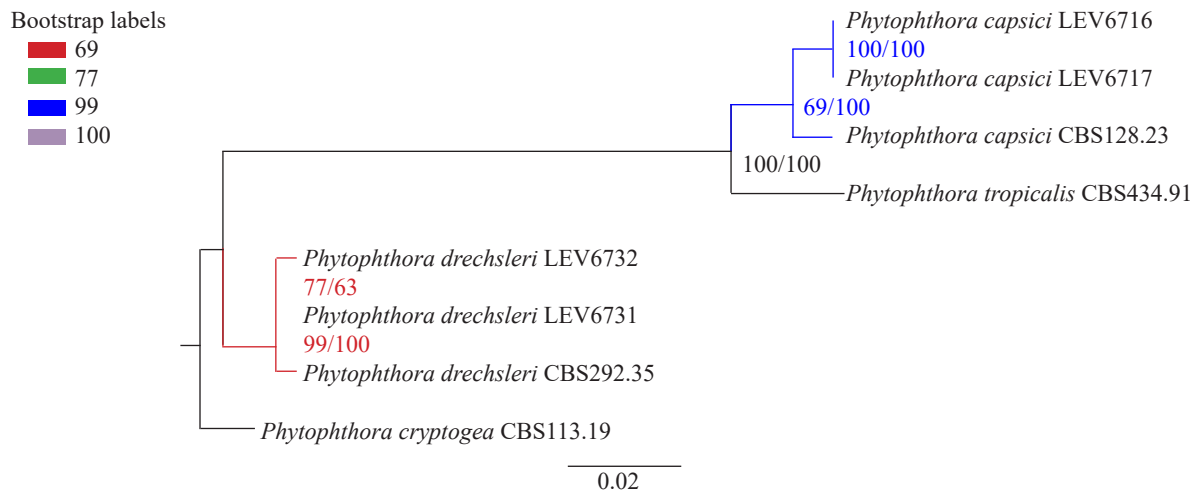 Bootstrap labels
69
77
99
100
Phytophthora capsici LEV6716
100/100
Phytophthora capsici LEV6717
69/100
Phytophthora capsici CBS128.23
100/100
Phytophthora tropicalis CBS434.91
Phytophthora drechsleri LEV6732
77/63
Phytophthora drechsleri LEV6731
99/100
Phytophthora drechsleri CBS292.35
Phytophthora cryptogea CBS113.19
0.02